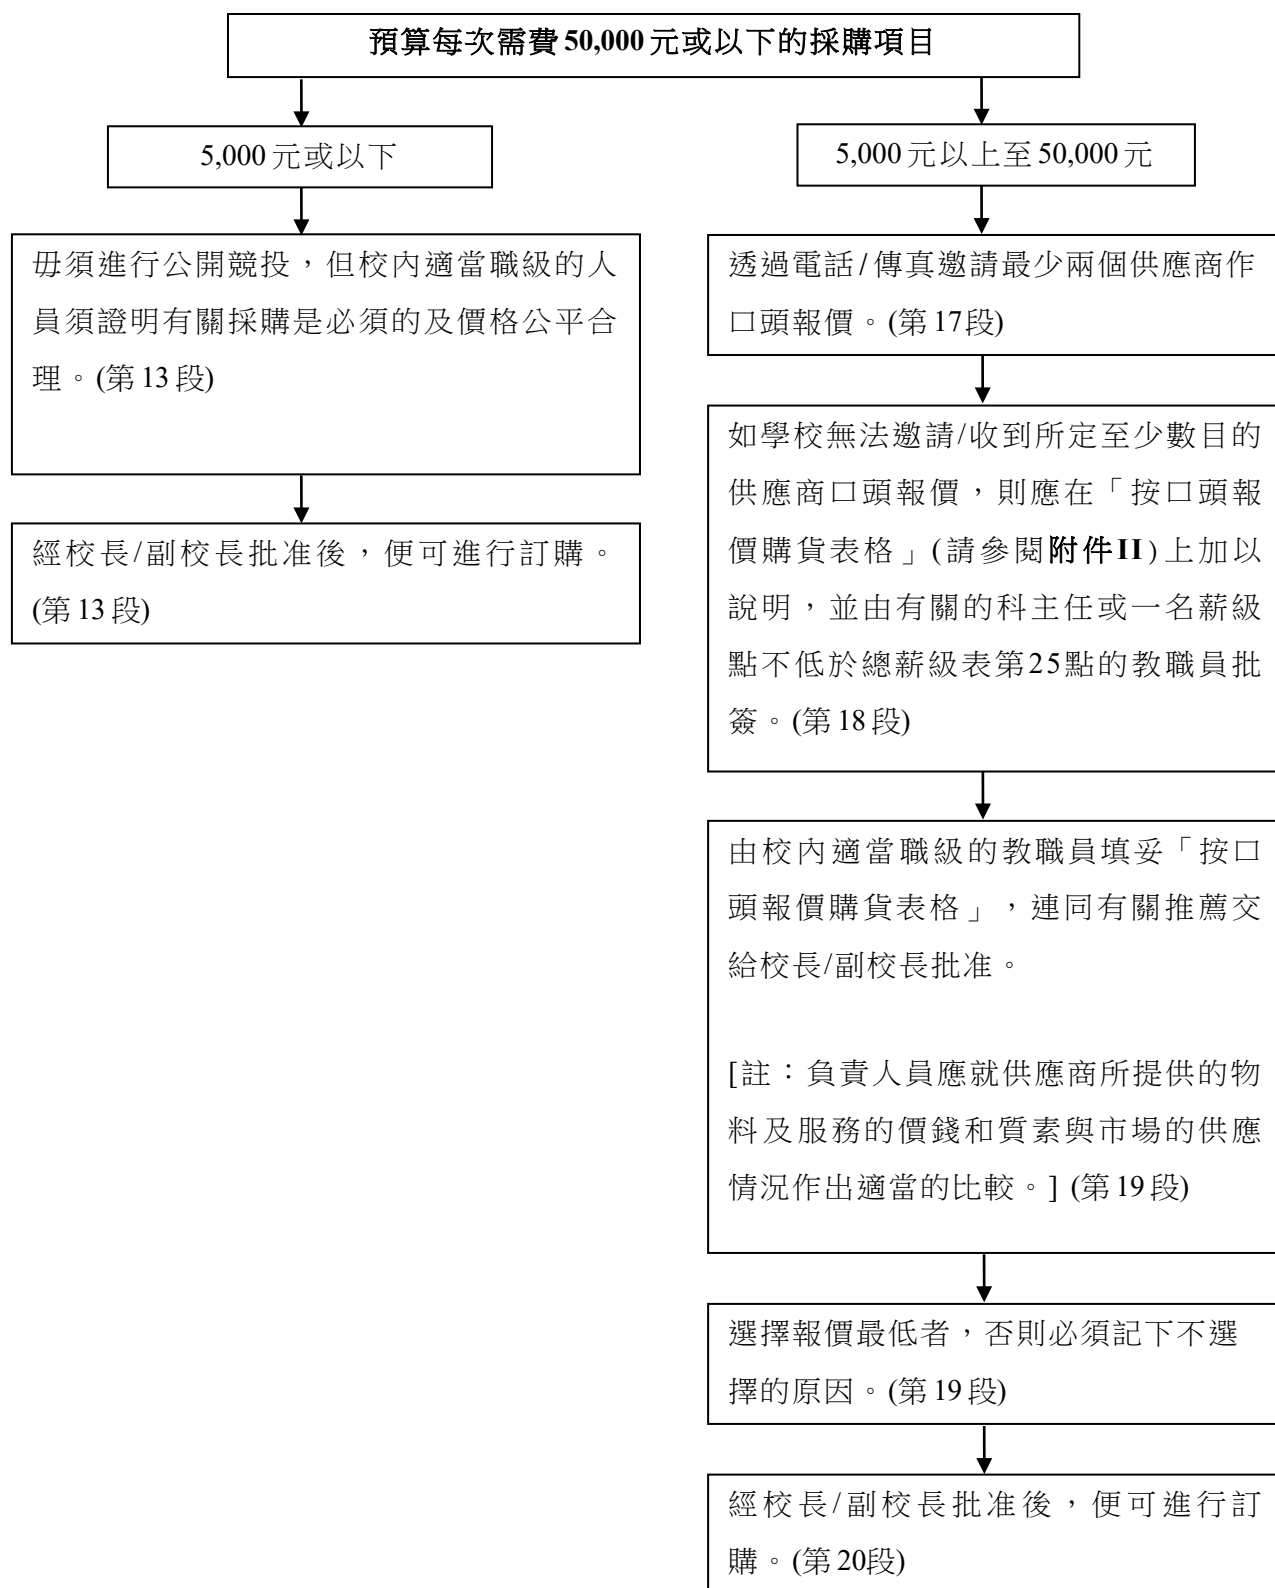 預算每次需費50,000元或以下的採購項目
5,000元或以下
毋須進行公開競投，但校內適當職級的人
員須證明有關採購是必須的及價格公平合
理。(第13段)
經校長/副校長批准後，便可進行訂購。
(第13段)
5,000元以上至50,000元
透過電話/傳真邀請最少兩個供應商作
口頭報價。(第17段)
如學校無法邀請/收到所定至少數目的
供應商口頭報價，則應在「按口頭報
價購貨表格」(請參閱附件II)上加以
說明，並由有關的科主任或一名薪級
點不低於總薪級表第25點的教職員批
簽。(第18段)
由校內適當職級的教職員填妥「按口
頭報價購貨表格」，連同有關推薦交
給校長/副校長批准。
[註：負責人員應就供應商所提供的物
料及服務的價錢和質素與市場的供應
情況作出適當的比較。] (第19段)
選擇報價最低者，否則必須記下不選
擇的原因。(第19段)
經校長/副校長批准後，便可進行訂
購。(第20段)